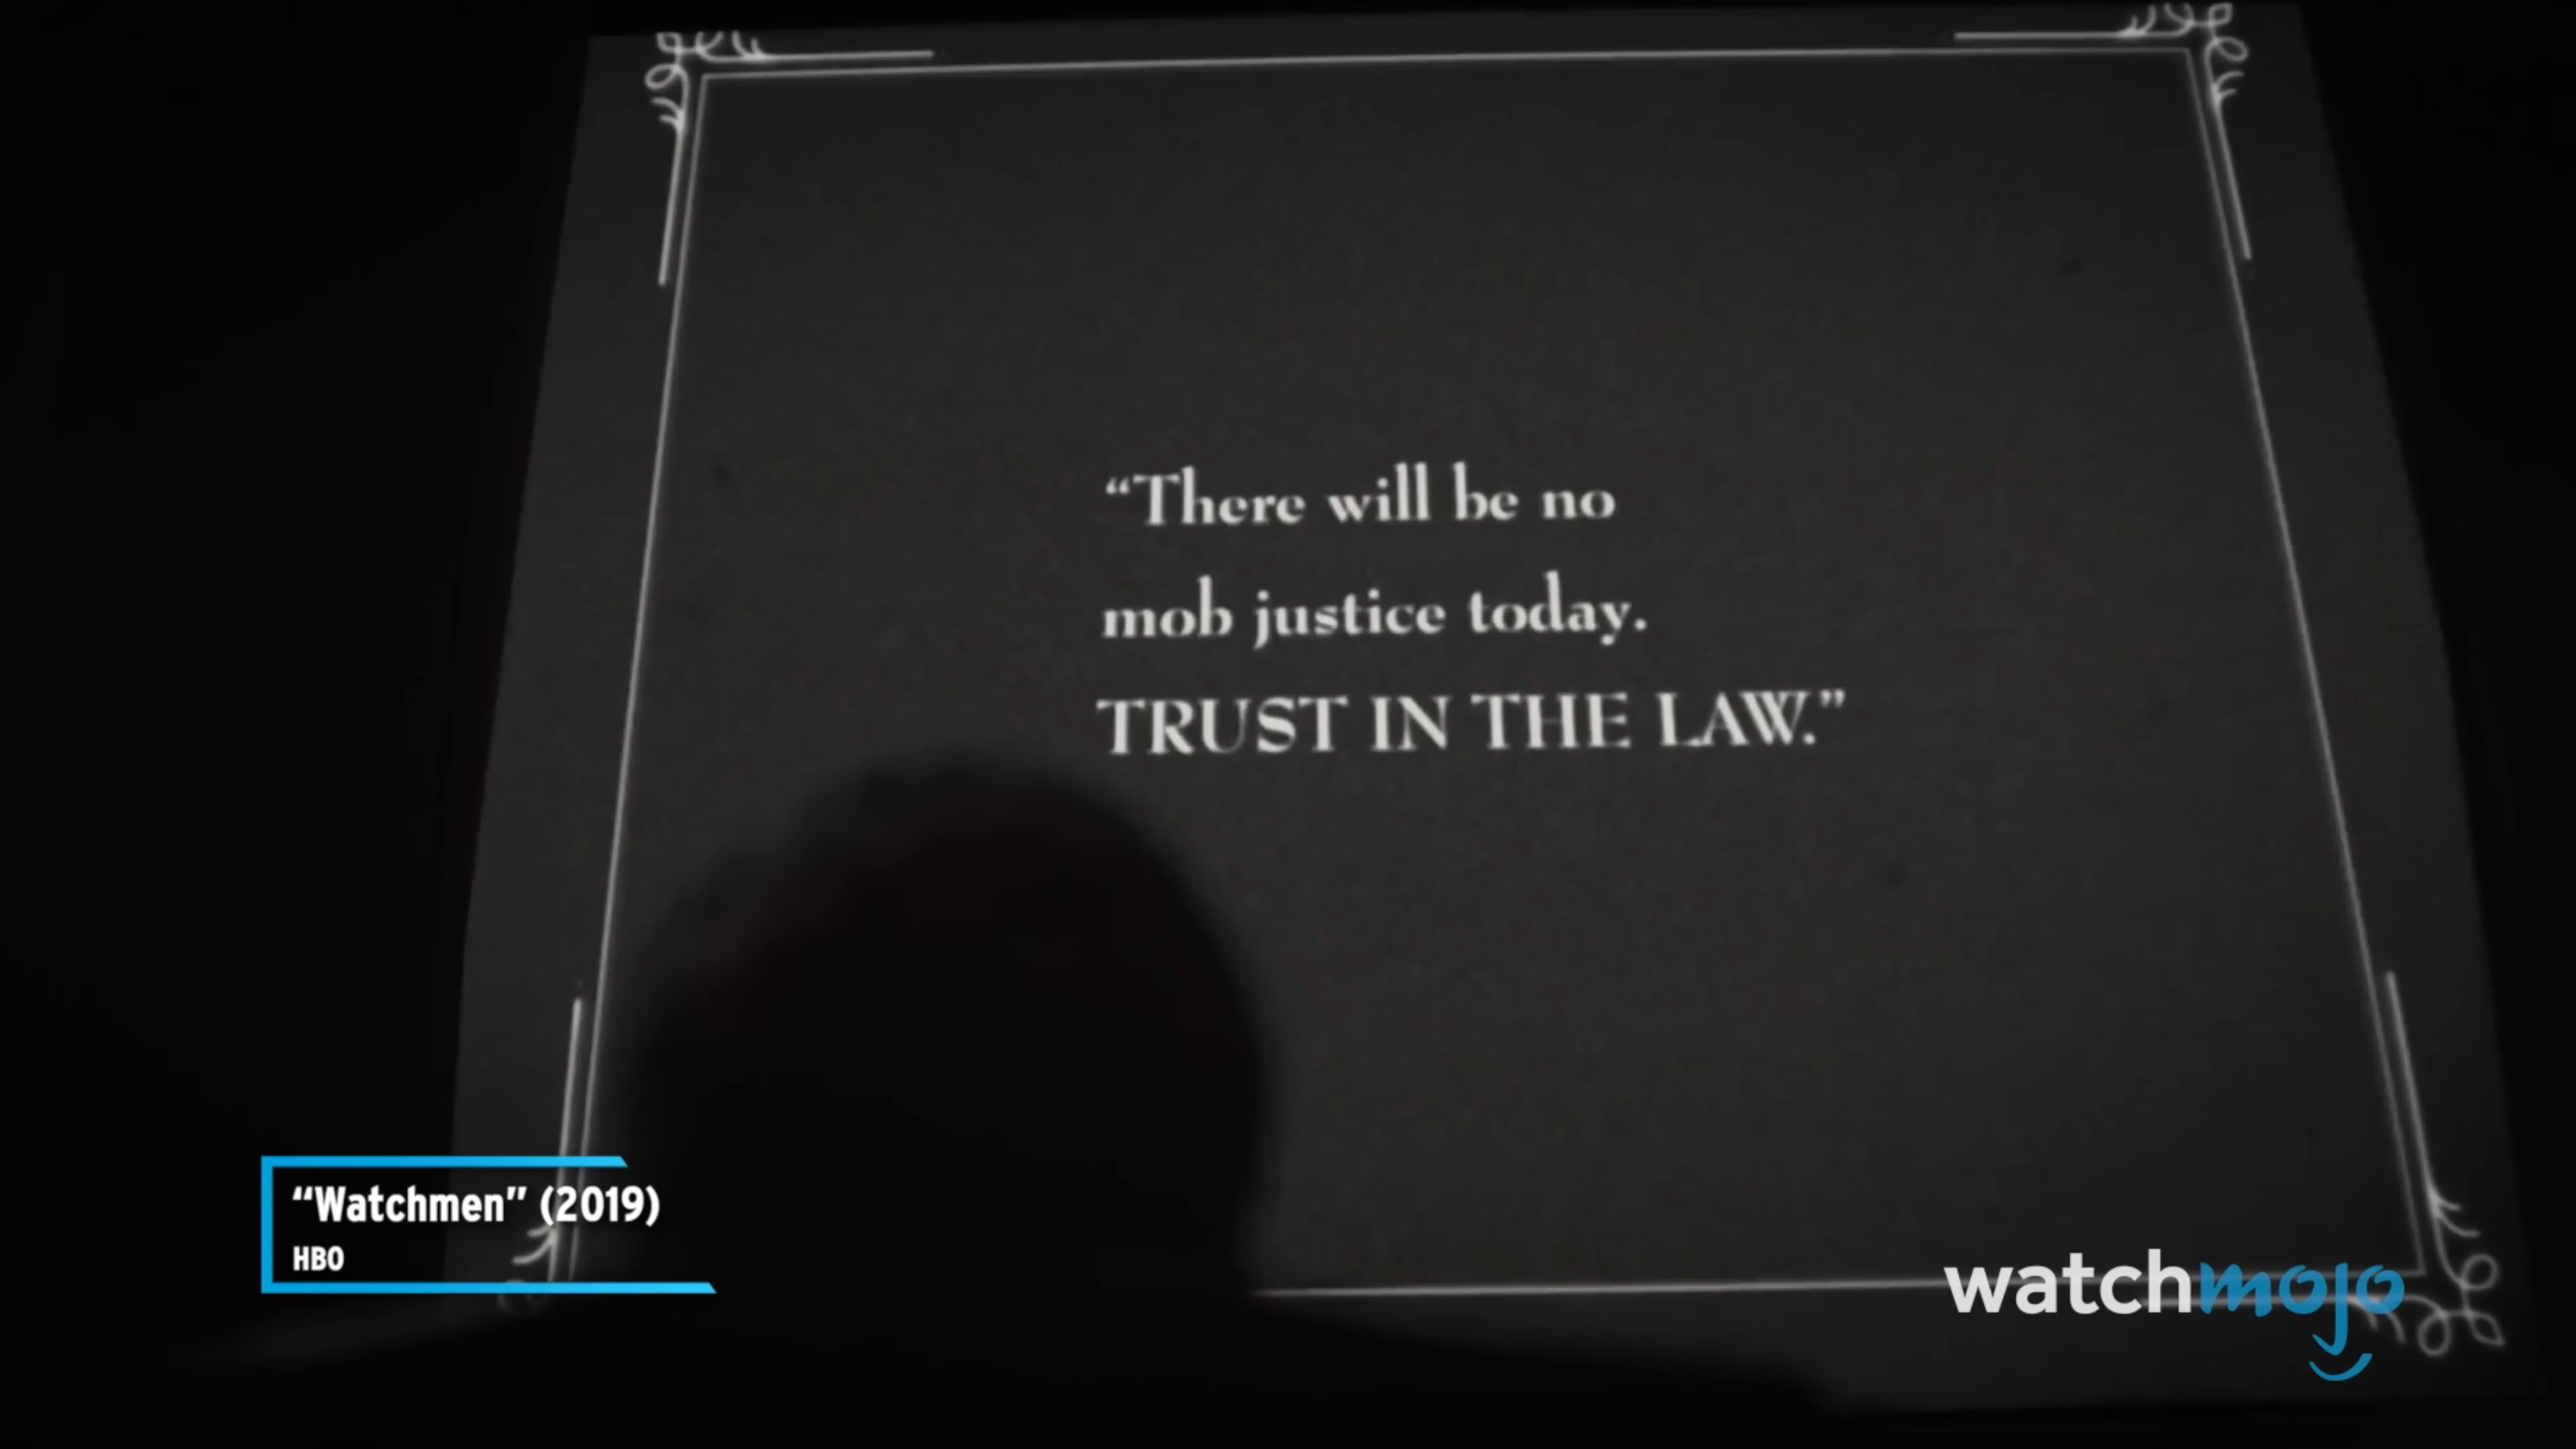 “There will be no
mob justice today.
TRUST IN THE LAW.”
“Watchmen” (2019)
HBO
watchmojo